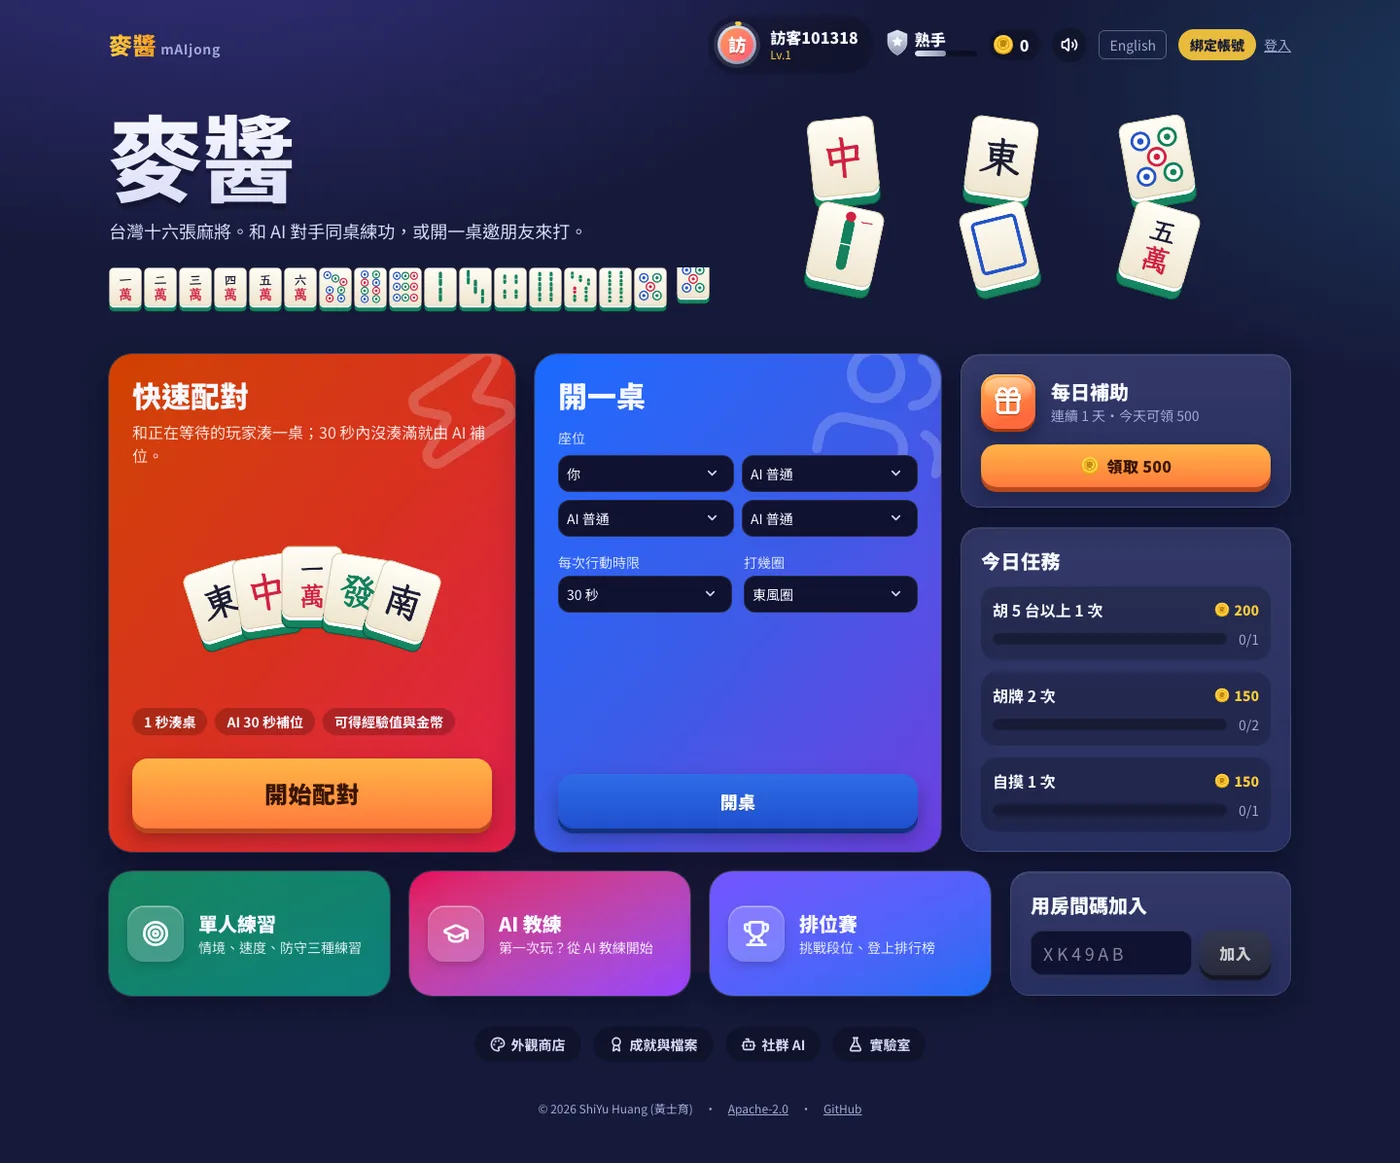 麥醬 mAIjong
訪
訪客101318
Lv.1
熟手
0
English
綁定帳號
登入
麥醬
台灣十六張麻將。和 AI 對手同桌練功，或開一桌邀朋友來打。
一萬 二萬 三萬 四萬 五萬 六萬
中
東
五萬
快速配對
和正在等待的玩家湊一桌；30 秒內沒湊滿就由 AI 補
位。
東 中 一萬 發 南
1 秒湊桌
AI 30 秒補位
可得經驗值與金幣
開始配對
開一桌
座位
你
AI 普通
AI 普通
AI 普通
每次行動時限
打幾圈
30 秒
東風圈
開桌
每日補助
連續 1 天・今天可領 500
領取 500
今日任務
胡 5 台以上 1 次
200
0/1
胡牌 2 次
150
0/2
自摸 1 次
150
0/1
單人練習
情境、速度、防守三種練習
AI 教練
第一次玩？從 AI 教練開始
排位賽
挑戰段位、登上排行榜
用房間碼加入
XK49AB
加入
外觀商店
成就與檔案
社群 AI
實驗室
© 2026 ShiYu Huang (黃士育) · Apache-2.0 · GitHub